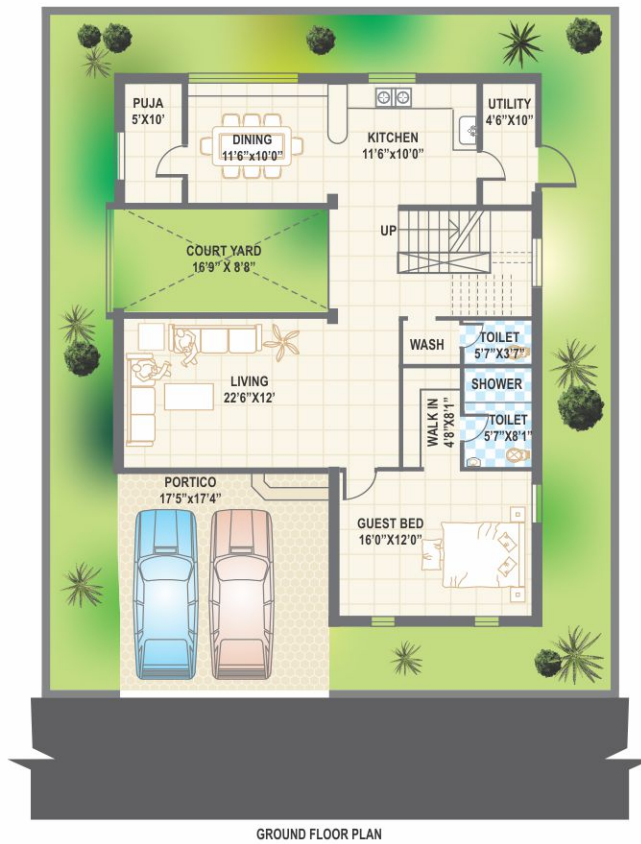 PUJA
5'X10'
DINING
11'6"x10'0"
KITCHEN
11'6"x10'0"
UTILITY
4'6"X10"
COURT YARD
16'9" X 8'8"
UP
WASH
TOILET
5'7"X3'7"
SHOWER
LIVING
22'6"X12'
WALK IN
4'8"X8'1"
TOILET
5'7"X8'1"
PORTICO
17'5"x17'4"
GUEST BED
16'0"X12'0"
GROUND FLOOR PLAN